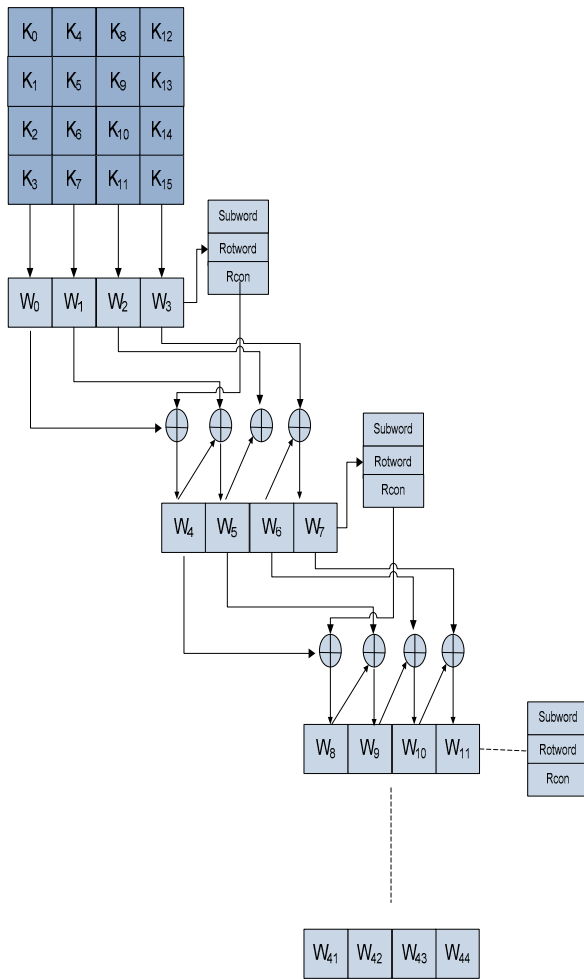 K0 K4 K8 K12
K1 K5 K9 K13
K2 K6 K10 K14
K3 K7 K11 K15
Subword
Rotword
Rcon
W0 W1 W2 W3
Subword
Rotword
Rcon
W4 W5 W6 W7
Subword
Rotword
Rcon
W8 W9 W10 W11
W41 W42 W43 W44